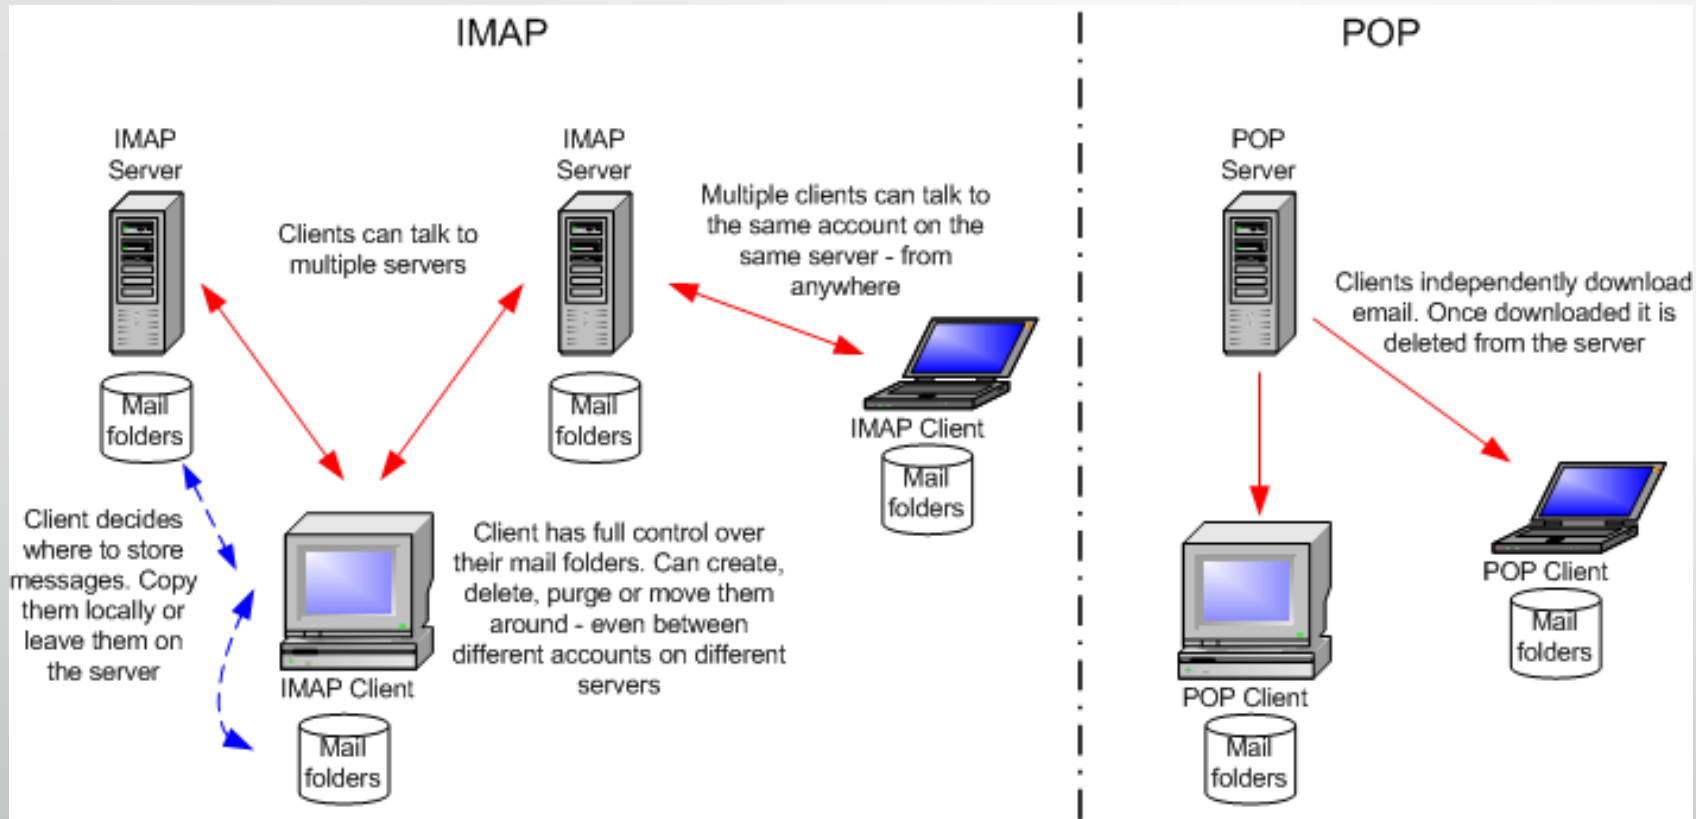 IMAP
POP
IMAP
Server
IMAP
Server
Clients can talk to
multiple servers
Multiple clients can talk to
the same account on the
same server - from
anywhere
Mail
folders
Mail
folders
IMAP Client
Mail
folders
Client decides
where to store
messages. Copy
them locally or
leave them on
the server
Client has full control over
their mail folders. Can create,
delete, purge or move them
around - even between
different accounts on different
servers
IMAP Client
Mail
folders
POP
Server
Clients independently download
email. Once downloaded it is
deleted from the server
POP Client
Mail
folders
POP Client
Mail
folders